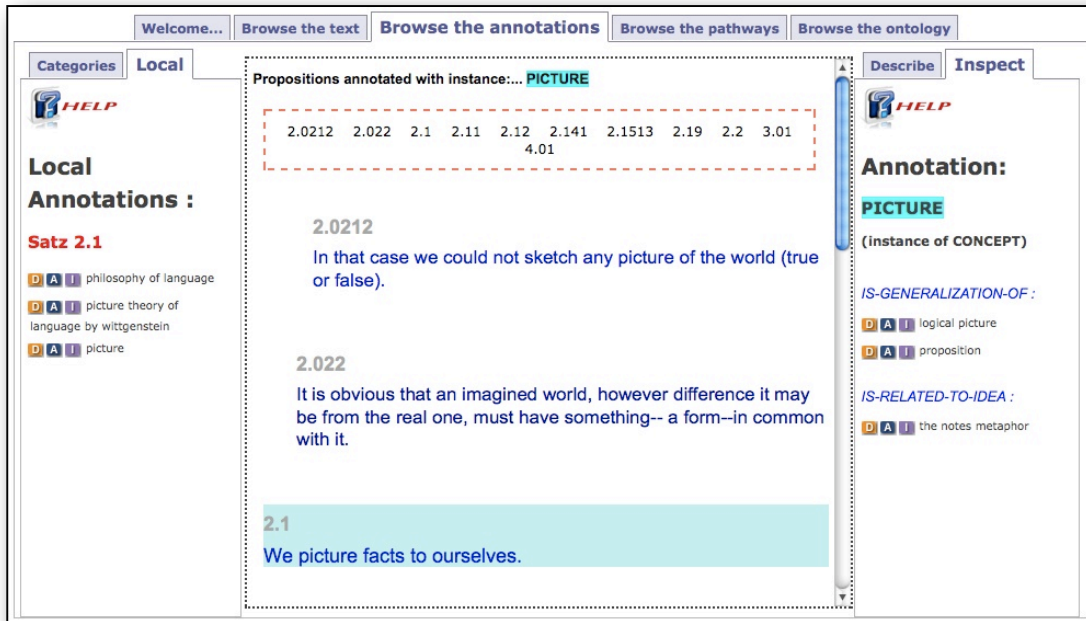 Welcome... Browse the text Browse the annotations Browse the pathways Browse the ontology
Categories Local
HELP
Local
Annotations :
Satz 2.1
D A I philosophy of language
D A I picture theory of
language by wittgenstein
D A I picture
Propositions annotated with instance:... PICTURE
2.0212 2.022 2.1 2.11 2.12 2.141 2.1513 2.19 2.2 3.01
4.01
2.0212
In that case we could not sketch any picture of the world (true
or false).
2.022
It is obvious that an imagined world, however difference it may
be from the real one, must have something-- a form--in common
with it.
2.1
We picture facts to ourselves.
Describe Inspect
HELP
Annotation:
PICTURE
(instance of CONCEPT)
IS-GENERALIZATION-OF :
D A I logical picture
D A I proposition
IS-RELATED-TO-IDEA :
D A I the notes metaphor